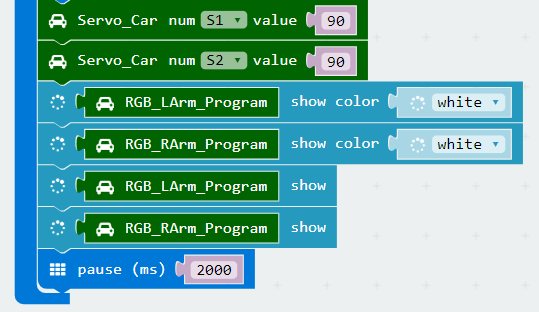 Servo_Car num S1 value 90
Servo_Car num S2 value 90
RGB_LArm_Program show color white
RGB_RArm_Program show color white
RGB_LArm_Program show
RGB_RArm_Program show
pause (ms) 2000